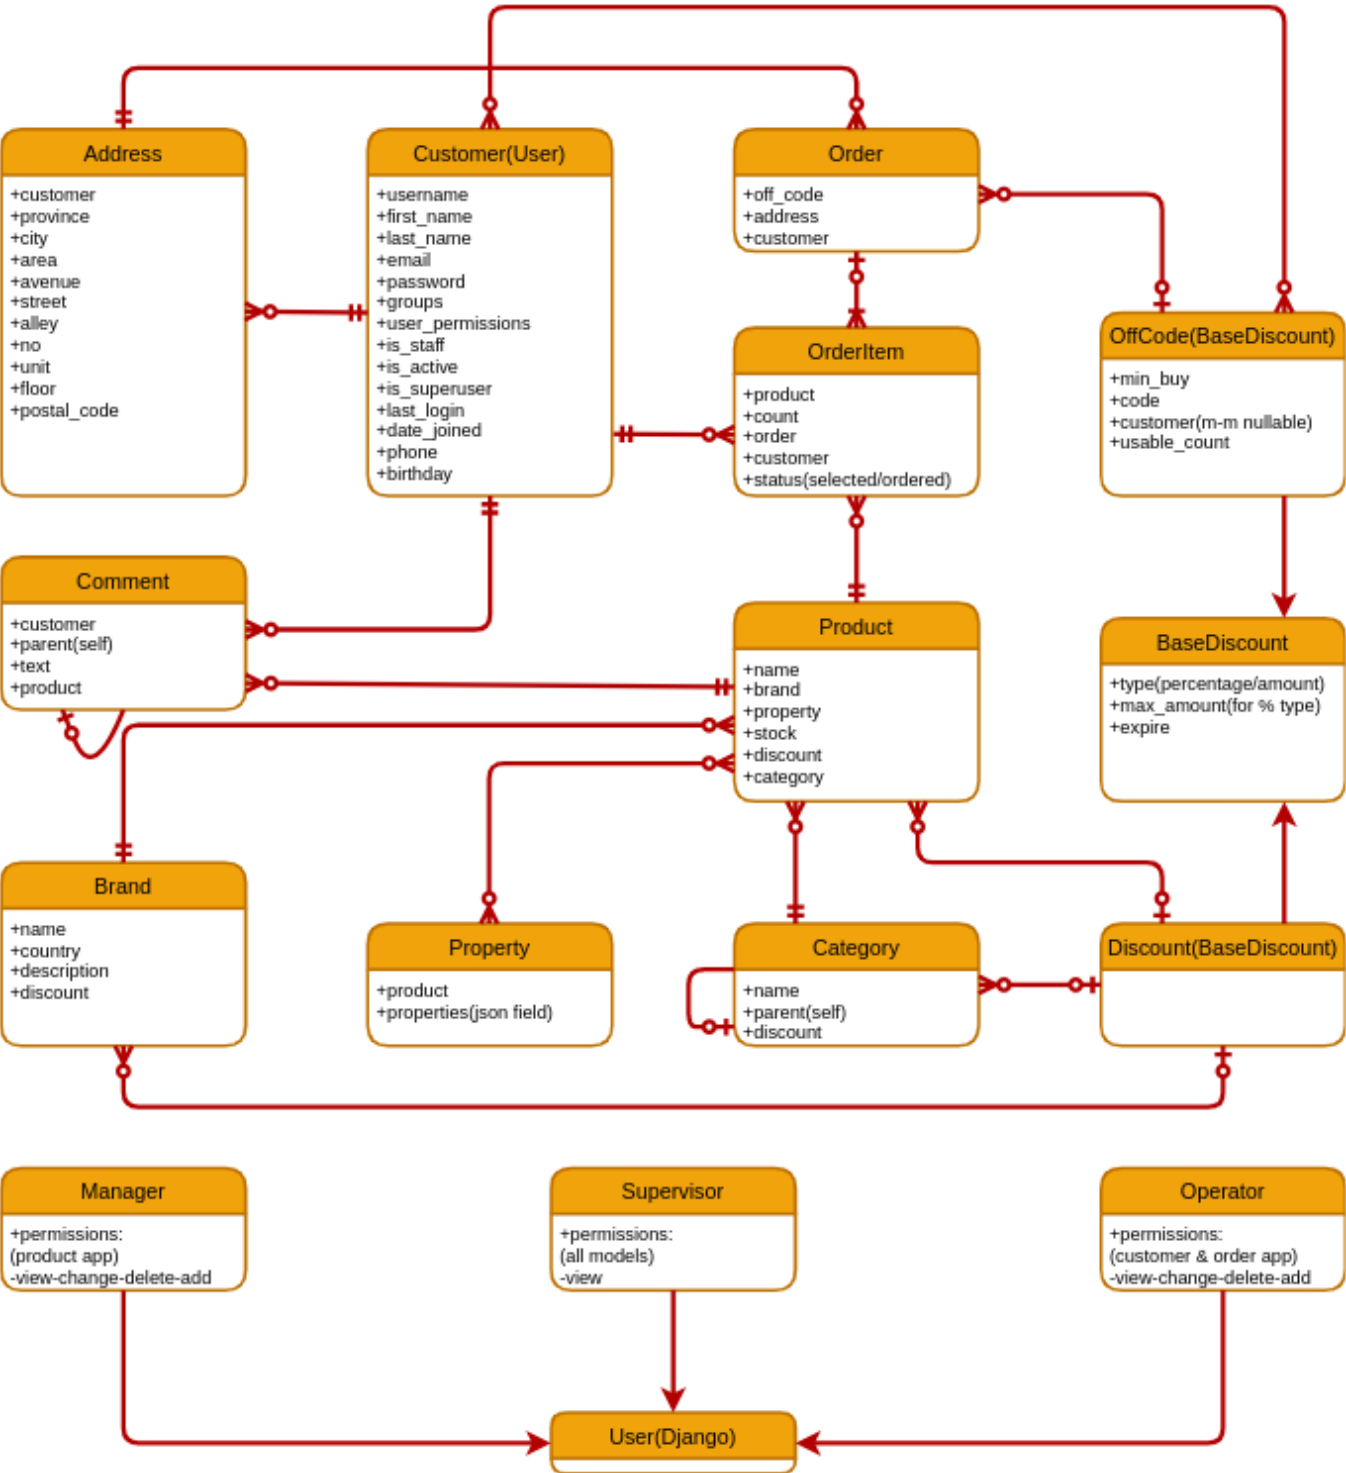 Address
+customer
+province
+city
+area
+avenue
+street
+alley
+no
+unit
+floor
+postal_code
Customer(User)
+username
+first_name
+last_name
+email
+password
+groups
+user_permissions
+is_staff
+is_active
+is_superuser
+last_login
+date_joined
+phone
+birthday
Order
+off_code
+address
+customer
OrderItem
+product
+count
+order
+customer
+status(selected/ordered)
OffCode(BaseDiscount)
+min_buy
+code
+customer(m-m nullable)
+usable_count
Comment
+customer
+parent(self)
+text
+product
Product
+name
+brand
+property
+stock
+discount
+category
BaseDiscount
+type(percentage/amount)
+max_amount(for % type)
+expire
Brand
+name
+country
+description
+discount
Property
+product
+properties(json field)
Category
+name
+parent(self)
+discount
Discount(BaseDiscount)
Manager
+permissions:
(product app)
-view-change-delete-add
Supervisor
+permissions:
(all models)
-view
Operator
+permissions:
(customer & order app)
-view-change-delete-add
User(Django)